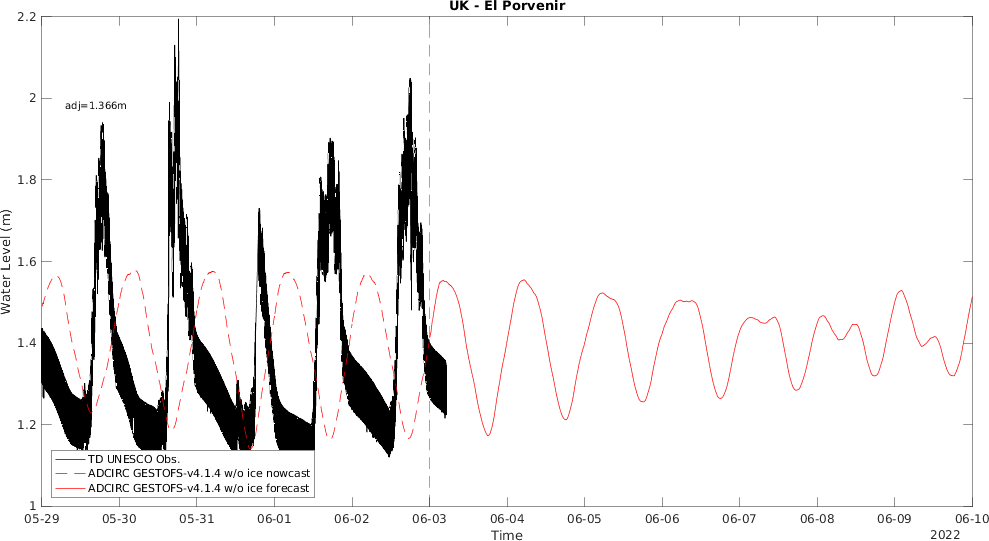 UK - El Porvenir
2.2
2
1.8
1.6
1.4
1.2
1
Water Level (m)
adj=1.366m
TD UNESCO Obs.
ADCIRC GESTOFS-v4.1.4 w/o ice nowcast
ADCIRC GESTOFS-v4.1.4 w/o ice forecast
05-29 05-30 05-31 06-01 06-02 06-03 06-04 06-05 06-06 06-07 06-08 06-09 06-10
Time
2022